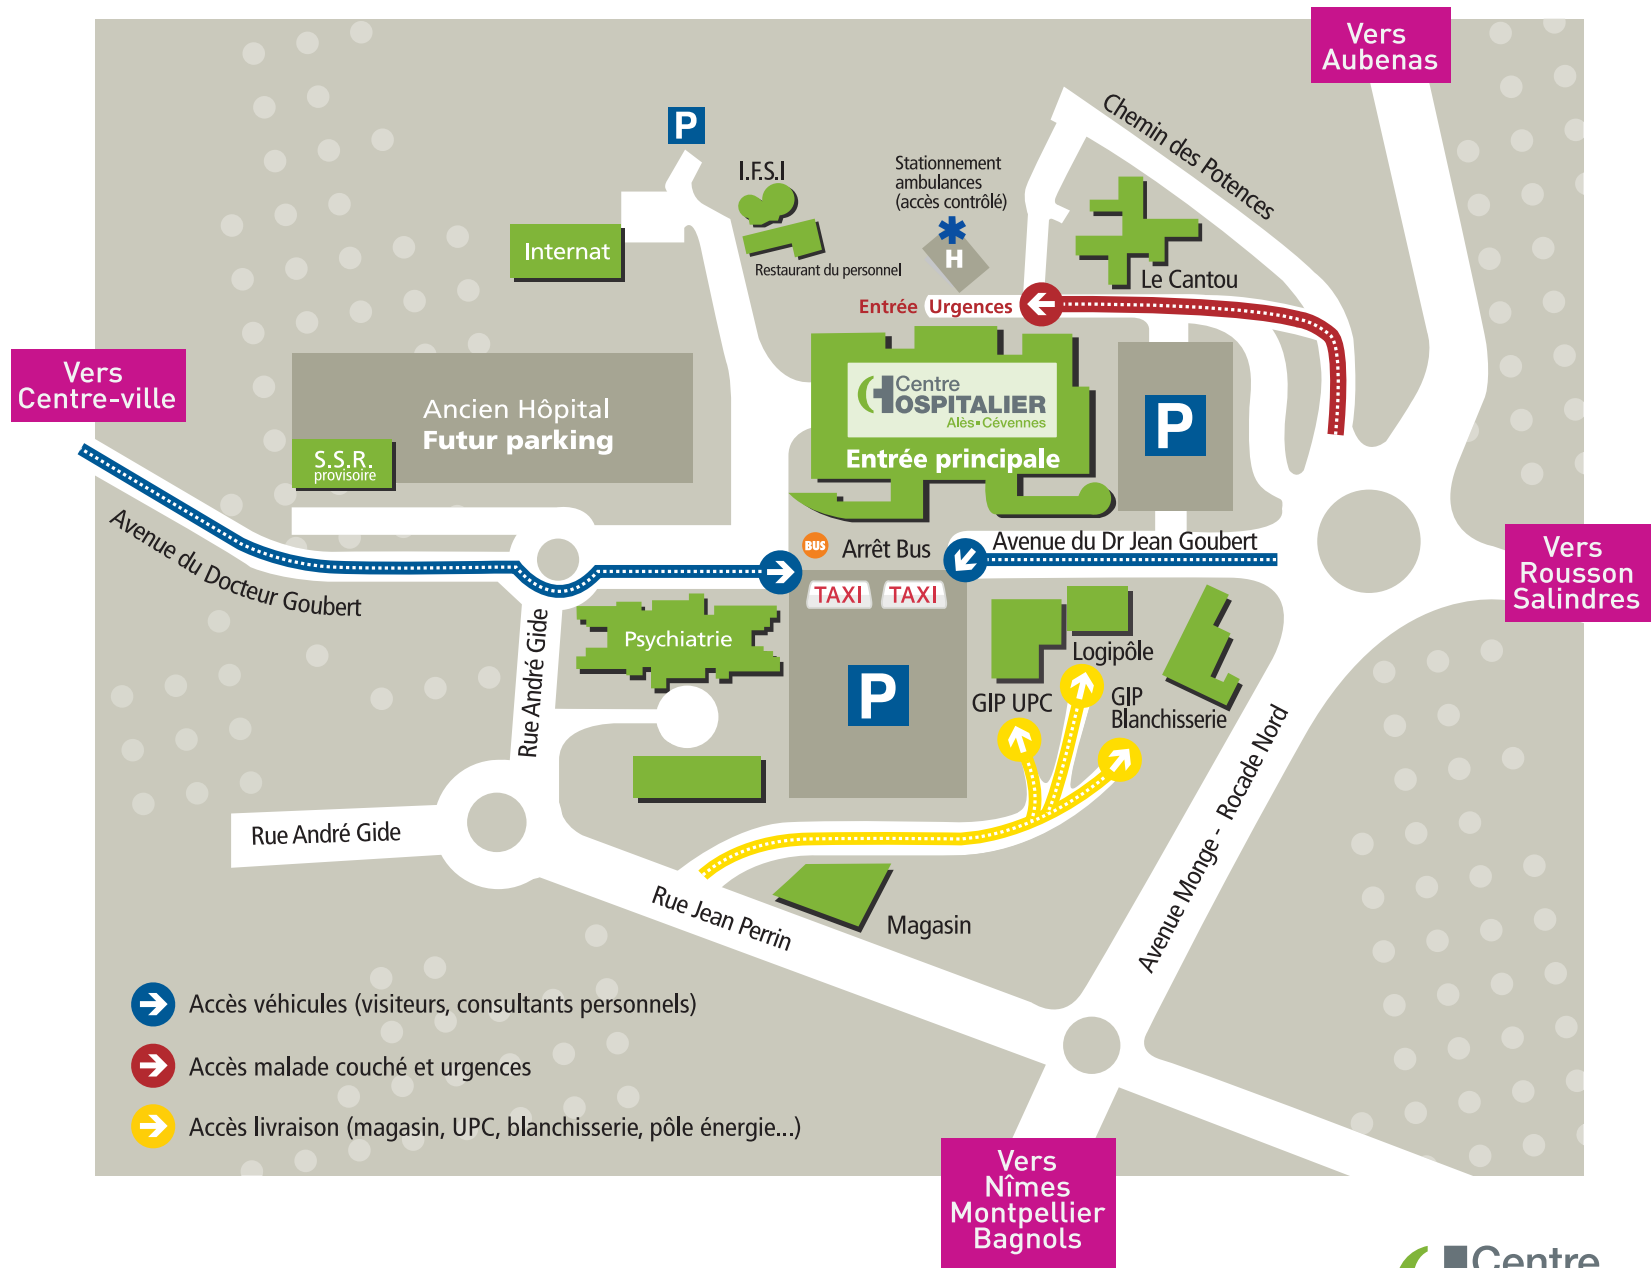 Vers
Aubenas
Chemin des Potences
P
I.F.S.I
Stationnement
ambulances
(accès contrôlé)
H
Internat
Restaurant du personnel
Le Cantou
Entrée Urgences
Vers
Centre-ville
Ancien Hôpital
Futur parking
S.S.R.
provisoire
Centre
HOSPITALIER
Alès-Cévennes
Entrée principale
P
Avenue du Docteur Goubert
BUS
Arrêt Bus
Avenue du Dr Jean Goubert
TAXI
TAXI
Vers
Rousson
Salindres
Rue André Gide
Psychiatrie
P
Logipôle
GIP UPC
GIP
Blanchisserie
Avenue Monge - Rocade Nord
Rue André Gide
Rue Jean Perrin
Magasin
Accès véhicules (visiteurs, consultants personnels)
Accès malade couché et urgences
Accès livraison (magasin, UPC, blanchisserie, pôle énergie...)
Vers
Nîmes
Montpellier
Bagnols
Centre